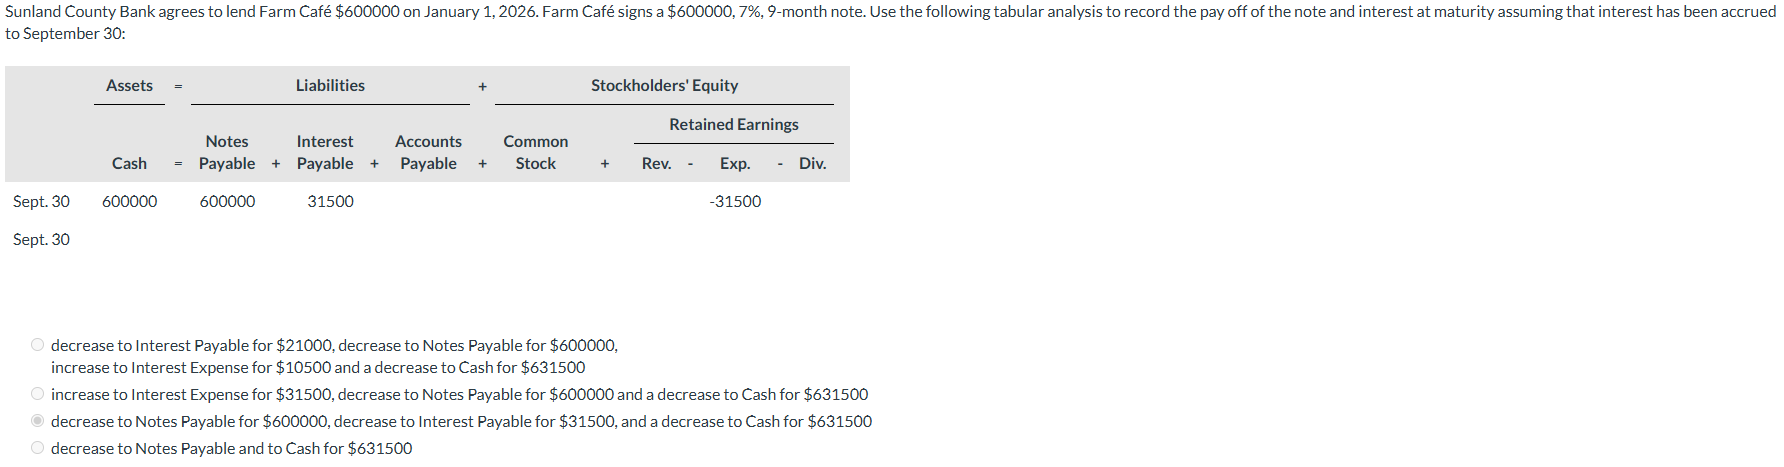 Sunland County Bank agrees to lend Farm Café $600000 on January 1, 2026. Farm Café signs a $600000, 7%, 9-month note. Use the following tabular analysis to record the pay off of the note and interest at maturity assuming that interest has been accrued
to September 30:
Assets = Liabilities + Stockholders' Equity
Retained Earnings
Notes Interest Accounts Common
Cash = Payable + Payable + Payable + Stock + Rev. - Exp. - Div.
Sept. 30 600000 600000 31500 -31500
Sept. 30
decrease to Interest Payable for $21000, decrease to Notes Payable for $600000,
increase to Interest Expense for $10500 and a decrease to Cash for $631500
increase to Interest Expense for $31500, decrease to Notes Payable for $600000 and a decrease to Cash for $631500
decrease to Notes Payable for $600000, decrease to Interest Payable for $31500, and a decrease to Cash for $631500
decrease to Notes Payable and to Cash for $631500